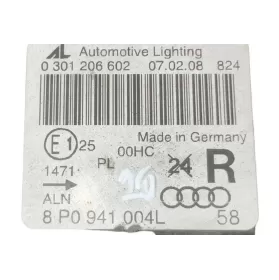 AL Automotive Lighting
0 301 206 602 07.02.08 824
Made in Germany
E1 25 00HC
1471 PL 24 R
ALN
8 P0 941 004L 58